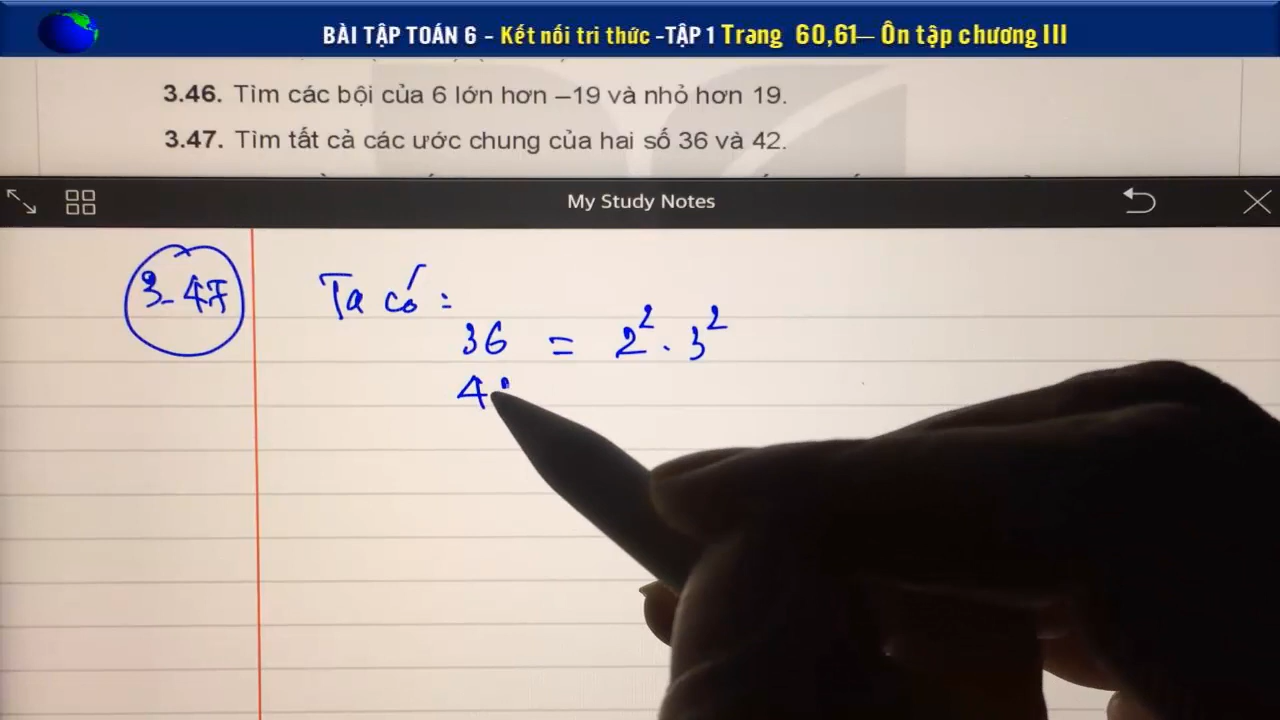 BÀI TẬP TOÁN 6 - Kết nối tri thức -TẬP 1 Trang 60,61– Ôn tập chương III
3.46. Tìm các bội của 6 lớn hơn –19 và nhỏ hơn 19.
3.47. Tìm tất cả các ước chung của hai số 36 và 42.
My Study Notes
3-47 Ta có:
36 = 2² . 3²
4